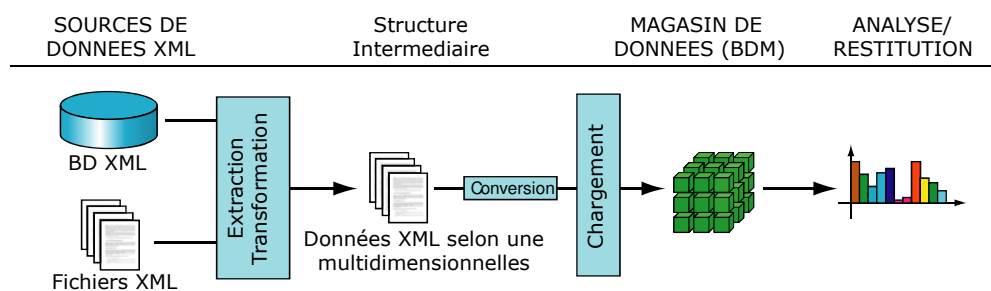 SOURCES DE
DONNEES XML
Structure
Intermediaire
MAGASIN DE
DONNEES (BDM)
ANALYSE/
RESTITUTION
BD XML
Fichiers XML
Extraction
Transformation
Données XML selon une
multidimensionnelles
Conversion
Chargement